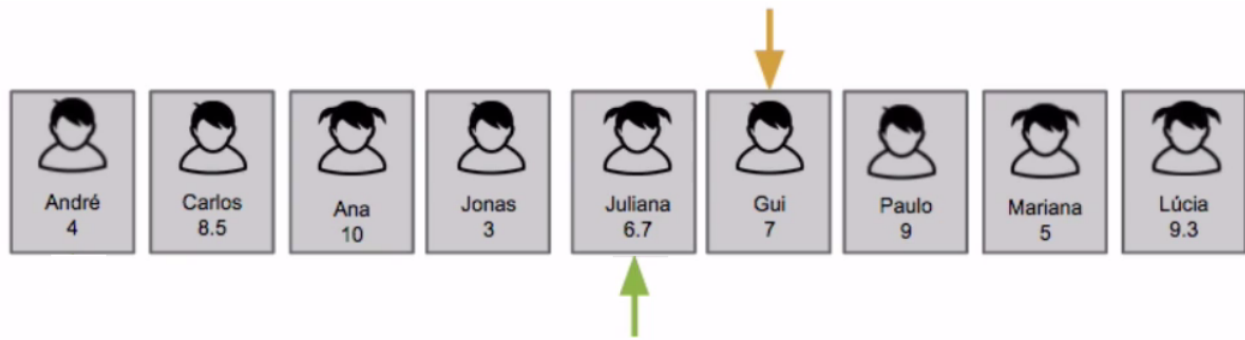 André
4
Carlos
8.5
Ana
10
Jonas
3
Juliana
6.7
Gui
7
Paulo
9
Mariana
5
Lúcia
9.3